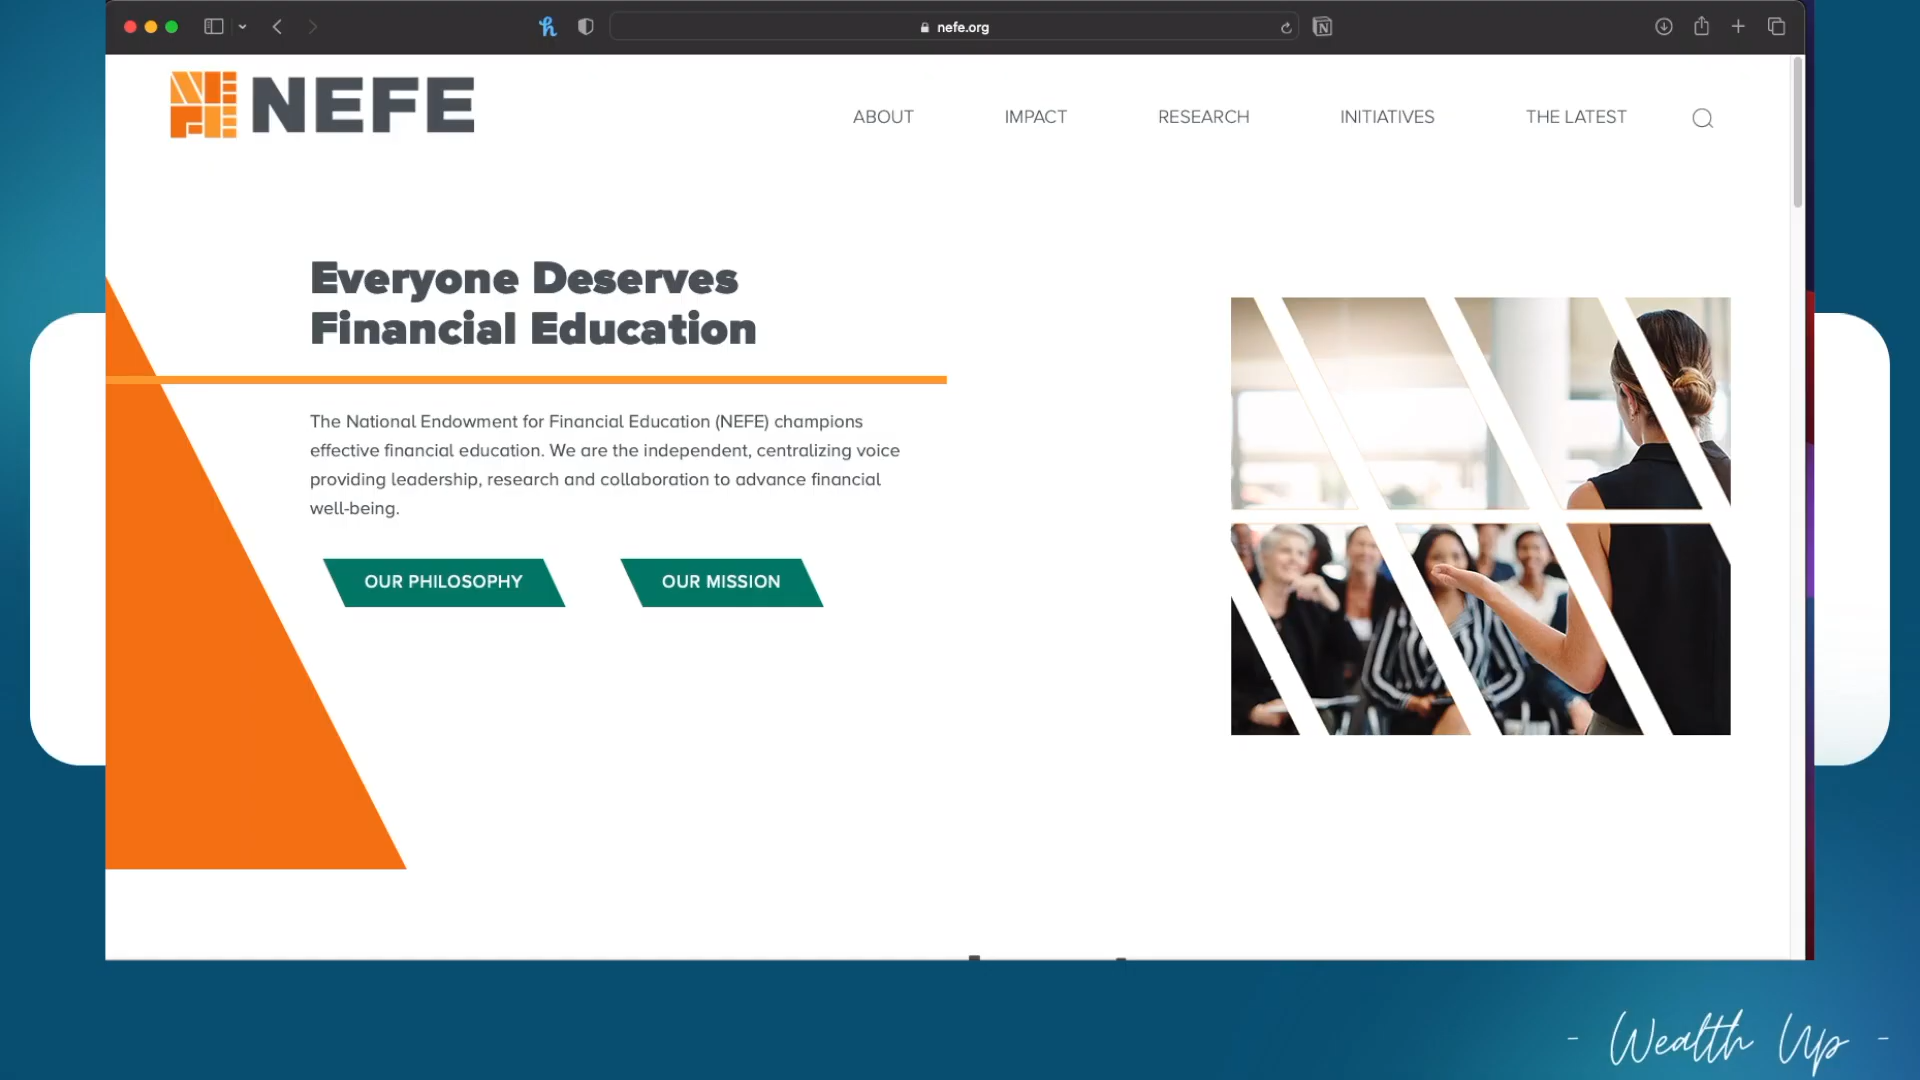 nefe.org
NEFE
ABOUT
IMPACT
RESEARCH
INITIATIVES
THE LATEST
Everyone Deserves
Financial Education
The National Endowment for Financial Education (NEFE) champions
effective financial education. We are the independent, centralizing voice
providing leadership, research and collaboration to advance financial
well-being.
OUR PHILOSOPHY
OUR MISSION
- Wealth Up -